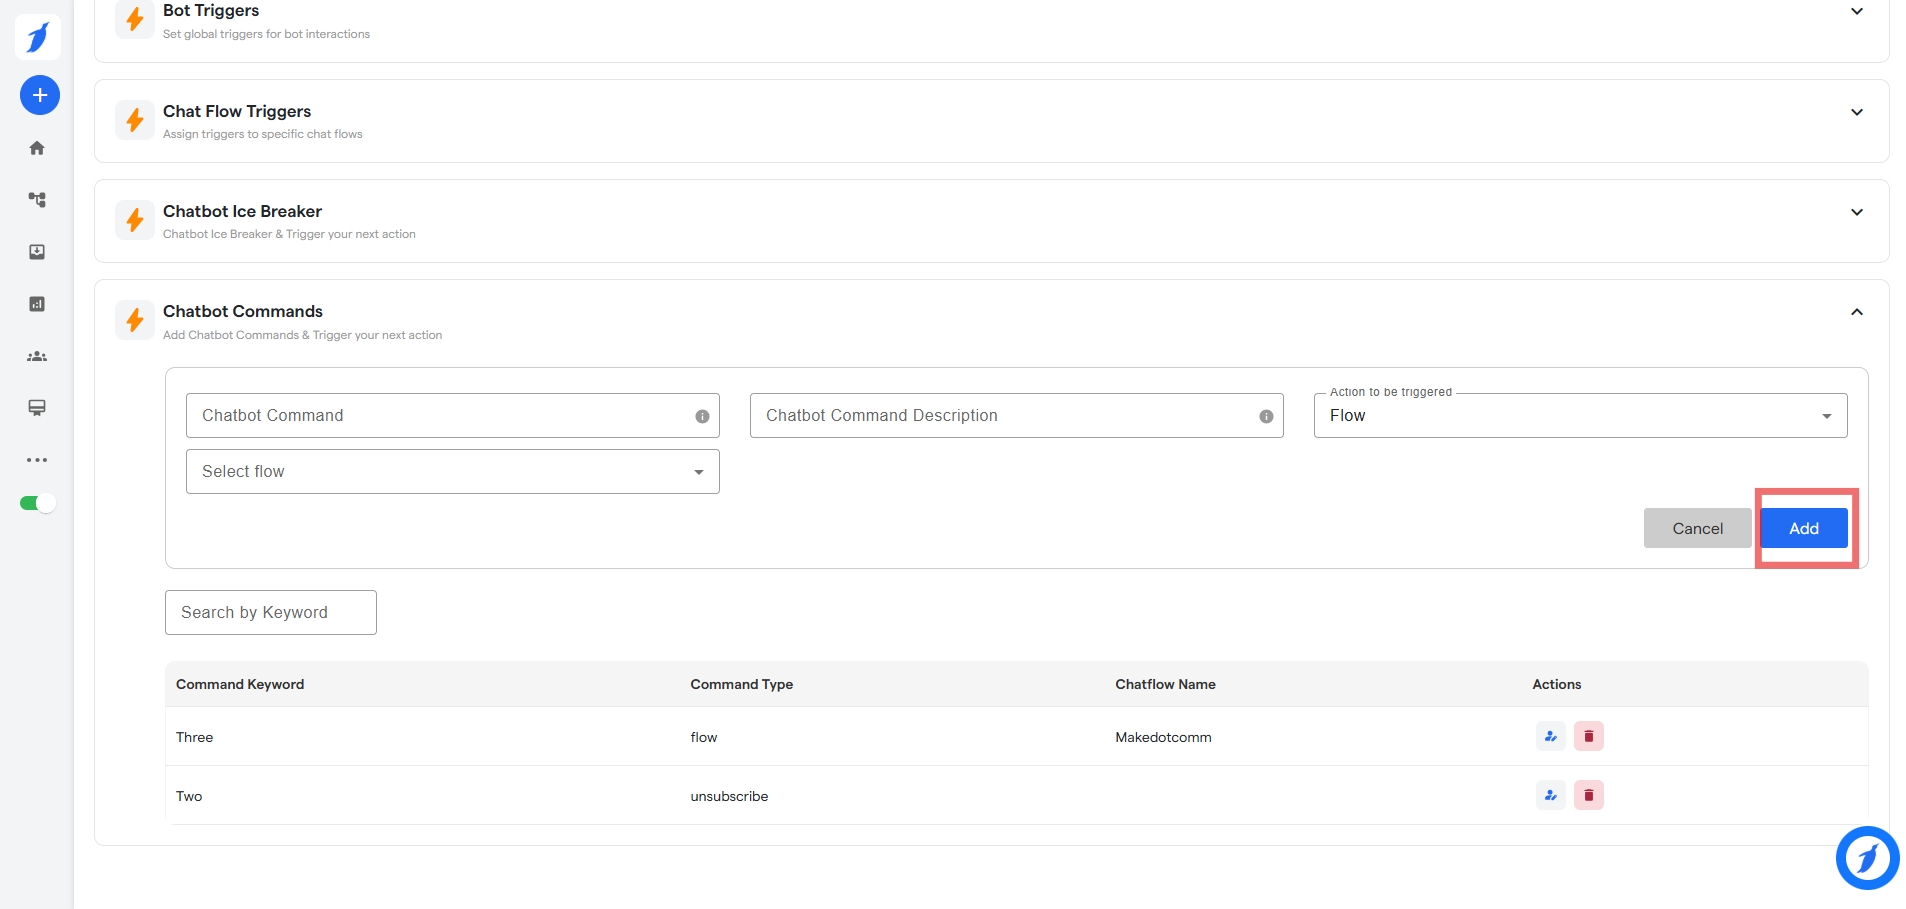 Bot Triggers
Set global triggers for bot interactions
Chat Flow Triggers
Assign triggers to specific chat flows
Chatbot Ice Breaker
Chatbot Ice Breaker & Trigger your next action
Chatbot Commands
Add Chatbot Commands & Trigger your next action
Chatbot Command
Chatbot Command Description
Action to be triggered
Flow
Select flow
Cancel
Add
Search by Keyword
Command Keyword Command Type Chatflow Name Actions
Three flow Makedotcomm
Two unsubscribe